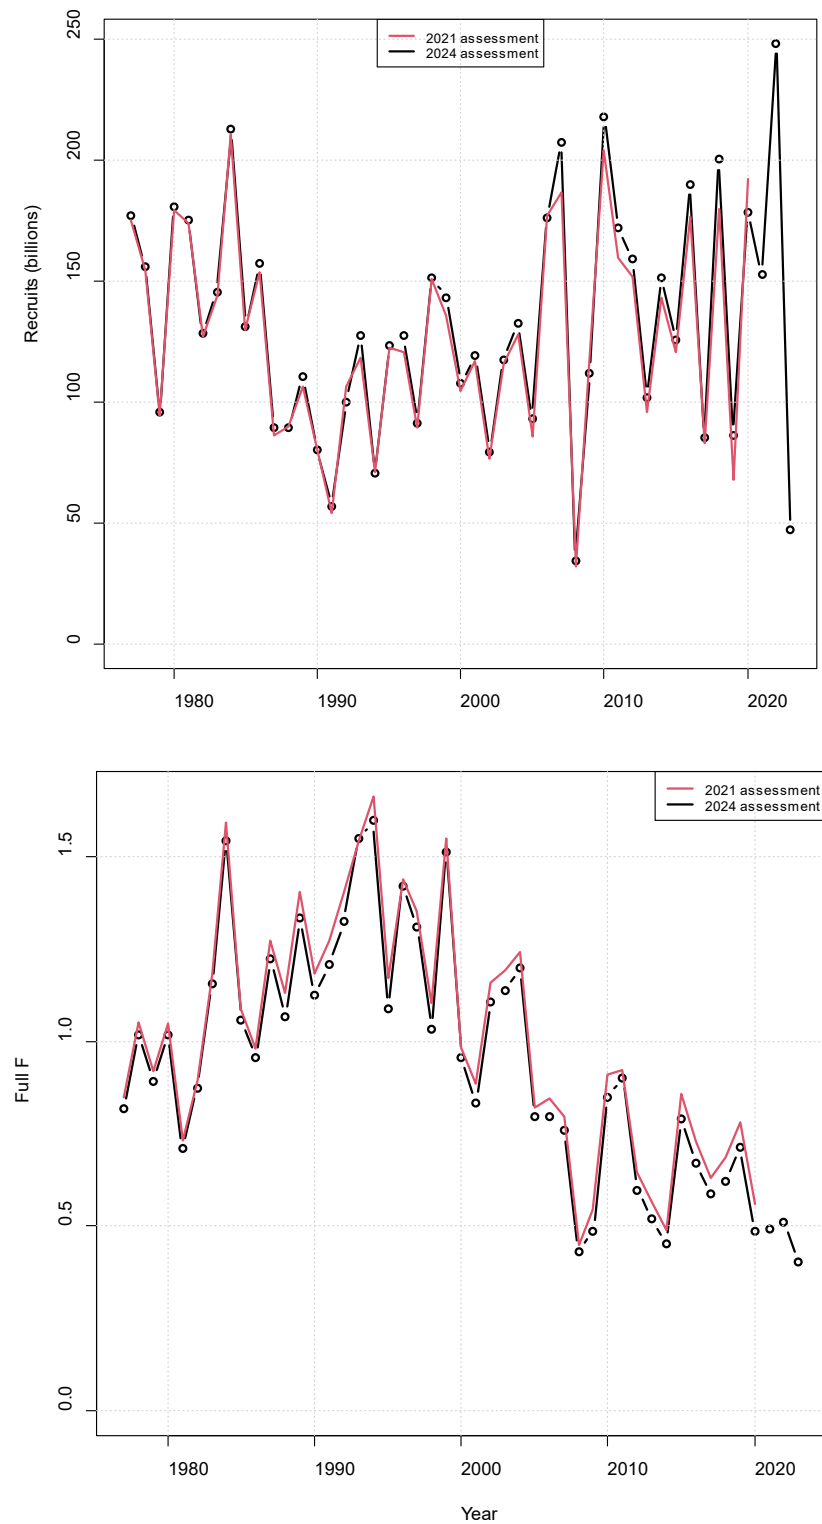 2021 assessment
2024 assessment
Recruits (billions)
250
200
150
100
50
0
1980 1990 2000 2010 2020
2021 assessment
2024 assessment
Full F
1.5
1.0
0.5
0.0
1980 1990 2000 2010 2020
Year